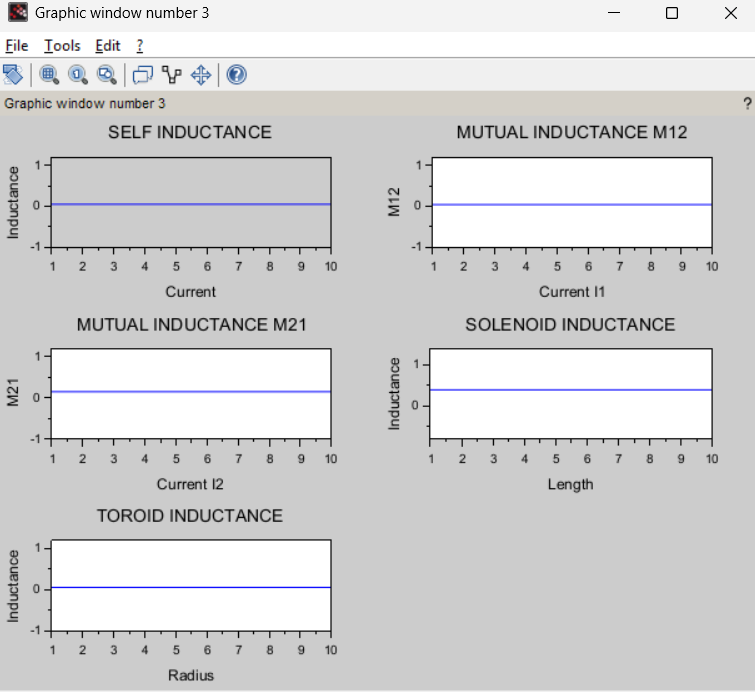 Graphic window number 3
File Tools Edit ?
Graphic window number 3 ?
SELF INDUCTANCE
Inductance
1
0
-1
1 2 3 4 5 6 7 8 9 10
Current
MUTUAL INDUCTANCE M12
M12
1
0
-1
1 2 3 4 5 6 7 8 9 10
Current I1
MUTUAL INDUCTANCE M21
M21
1
0
-1
1 2 3 4 5 6 7 8 9 10
Current I2
SOLENOID INDUCTANCE
Inductance
1
0
1 2 3 4 5 6 7 8 9 10
Length
TOROID INDUCTANCE
Inductance
1
0
-1
1 2 3 4 5 6 7 8 9 10
Radius